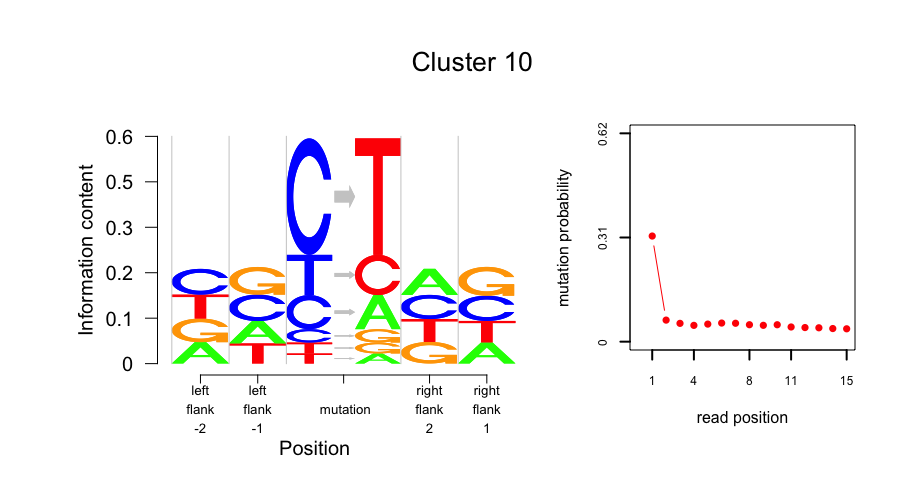 Cluster 10
Information content
0.6
0.5
0.3
0.2
0.1
0
C T G A
G C A T
C T C C T T
T C A G G A
A C T G
G C T A
left flank -2
left flank -1
mutation
right flank 2
right flank 1
Position
mutation probability
0.62
0.31
0
1 4 8 11 15
read position